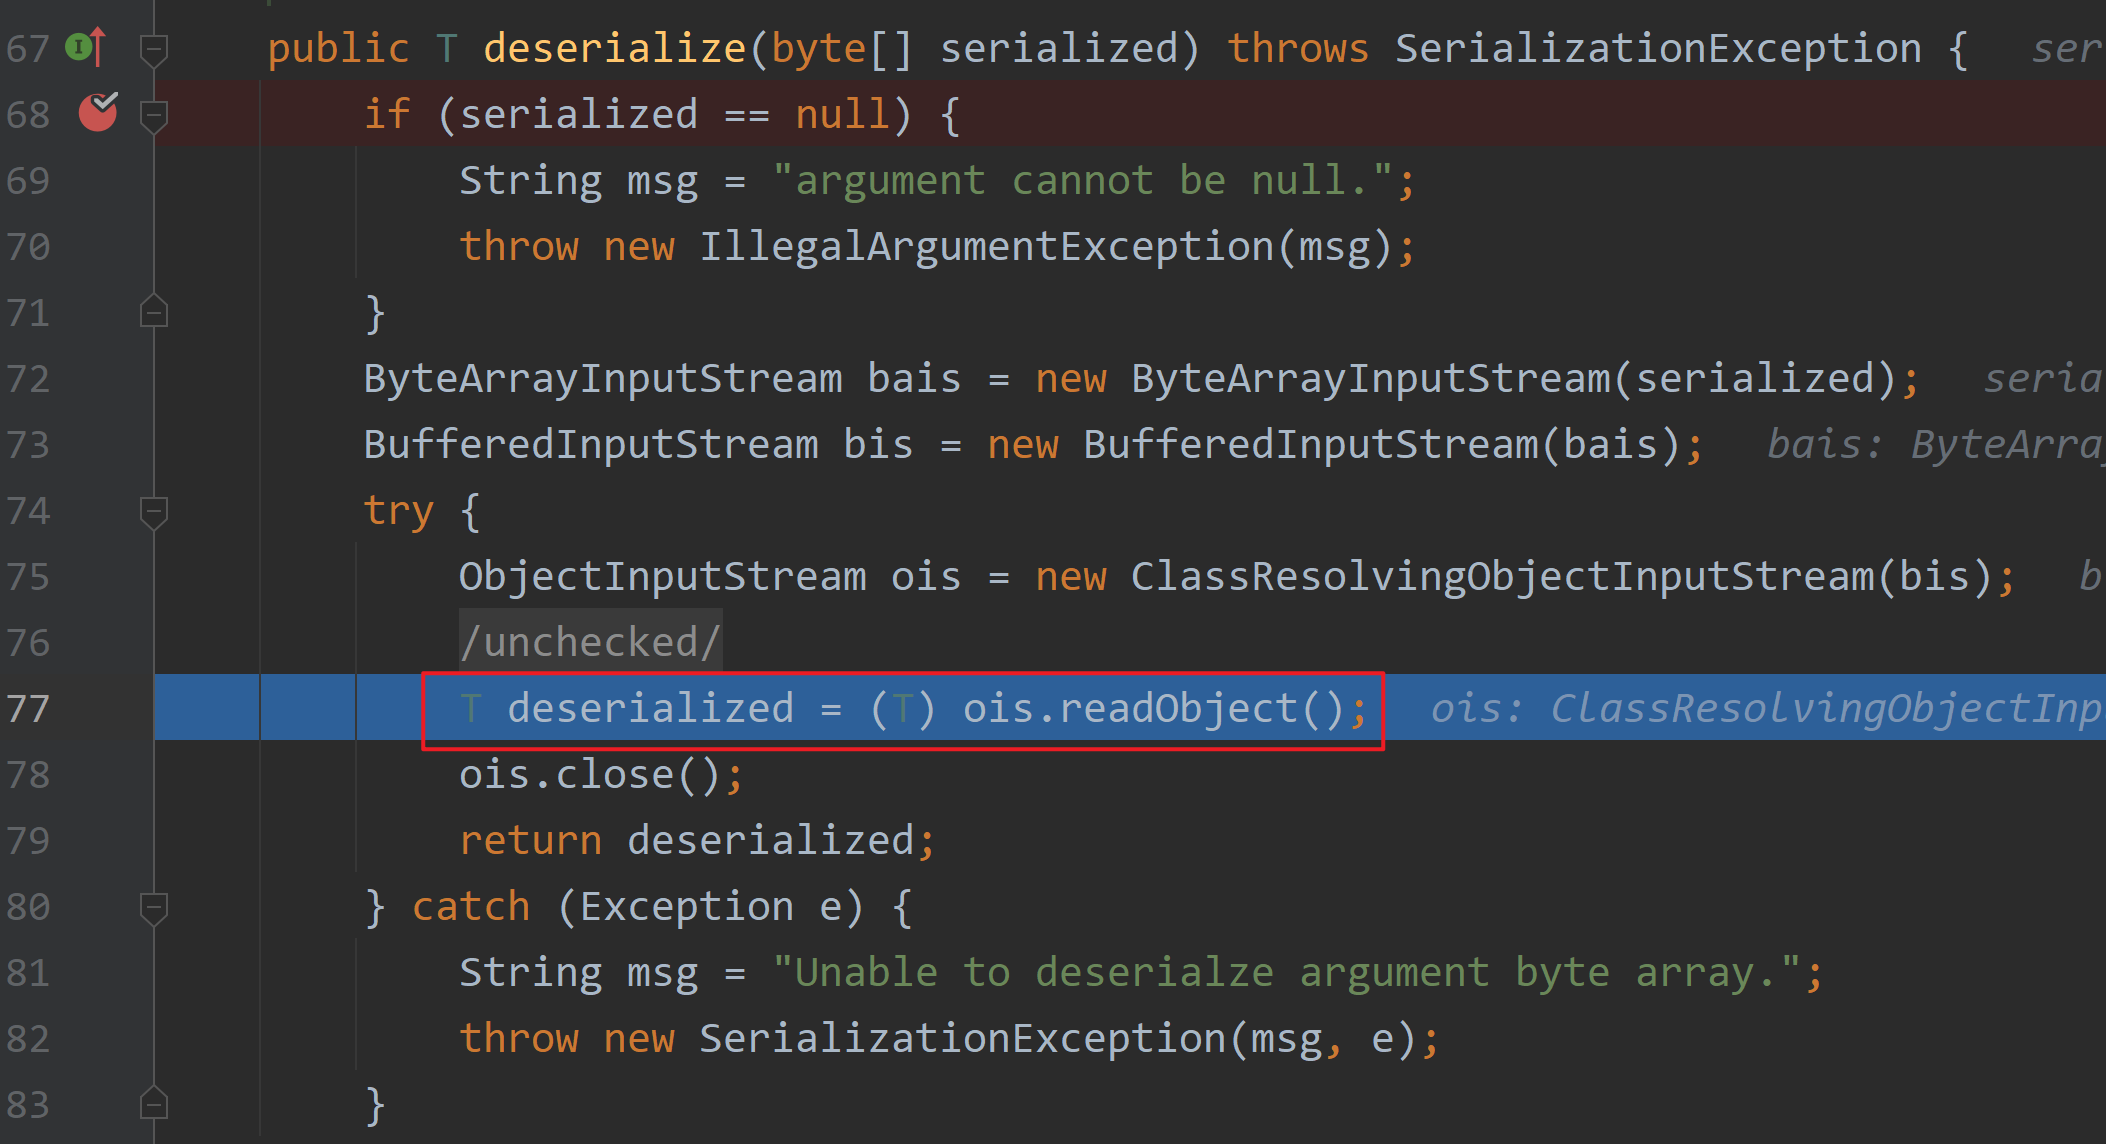 67 public T deserialize(byte[] serialized) throws SerializationException { ser
68 if (serialized == null) {
69 String msg = "argument cannot be null.";
70 throw new IllegalArgumentException(msg);
71 }
72 ByteArrayInputStream bais = new ByteArrayInputStream(serialized); seria
73 BufferedInputStream bis = new BufferedInputStream(bais); bais: ByteArray
74 try {
75 ObjectInputStream ois = new ClassResolvingObjectInputStream(bis); b
76 /unchecked/
77 T deserialized = (T) ois.readObject(); ois: ClassResolvingObjectInp
78 ois.close();
79 return deserialized;
80 } catch (Exception e) {
81 String msg = "Unable to deserialze argument byte array.";
82 throw new SerializationException(msg, e);
83 }